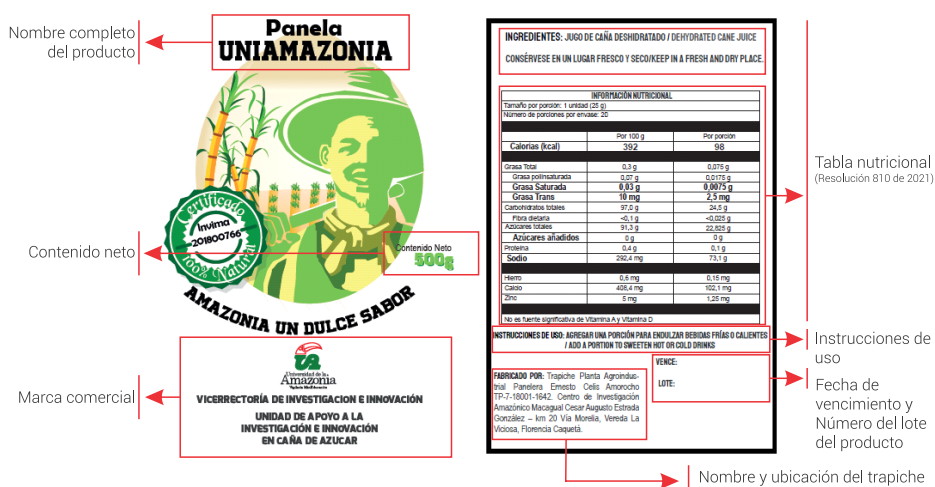 Nombre completo
del producto
Panela
UNIAMAZONIA
Certificado
Invima
201800766
100% Natural
Contenido neto
Contenido Neto
500g
AMAZONIA UN DULCE SABOR
Marca comercial
Universidad de la
Amazonia
VICERRECTORÍA DE INVESTIGACION E INNOVACIÓN
UNIDAD DE APOYO A LA
INVESTIGACIÓN E INNOVACIÓN
EN CAÑA DE AZUCAR
INGREDIENTES: JUGO DE CAÑA DESHIDRATADO / DEHYDRATED CANE JUICE
CONSÉRVESE EN UN LUGAR FRESCO Y SECO/KEEP IN A FRESH AND DRY PLACE.
INFORMACIÓN NUTRICIONAL
Tamaño por porción: 1 unidad (25 g)
Número de porciones por envase: 20
Por 100 g Por porción
Calorías (kcal) 392 98
Grasa Total 0,3 g 0,075 g
Grasa poliinsaturada 0,07 g 0,0175 g
Grasa Saturada 0,03 g 0,0075 g
Grasa Trans 10 mg 2,5 mg
Carbohidratos totales 97,0 g 24,5 g
Fibra dietaria <0,1 g <0,025 g
Azúcares totales 91,3 g 22,825 g
Azúcares añadidos 0 g 0 g
Proteína 0,4 g 0,1 g
Sodio 292,4 mg 73,1 g
Hierro 0,6 mg 0,15 mg
Calcio 408,4 mg 102,1 mg
Zinc 5 mg 1,25 mg
No es fuente significativa de Vitamina A y Vitamina D
INSTRUCCIONES DE USO: AGREGAR UNA PORCIÓN PARA ENDULZAR BEBIDAS FRÍAS O CALIENTES
/ ADD A PORTION TO SWEETEN HOT OR COLD DRINKS
FABRICADO POR: Trapiche Planta Agroindus-
trial Panelera Ernesto Celis Amorocho
TP-7-18001-1642. Centro de Investigación
Amazónico Macagual Cesar Augusto Estrada
González – km 20 Vía Morelia, Vereda La
Viciosa, Florencia Caquetá.
VENCE:
LOTE:
Tabla nutricional
(Resolución 810 de 2021)
Instrucciones de
uso
Fecha de
vencimiento y
Número del lote
del producto
Nombre y ubicación del trapiche